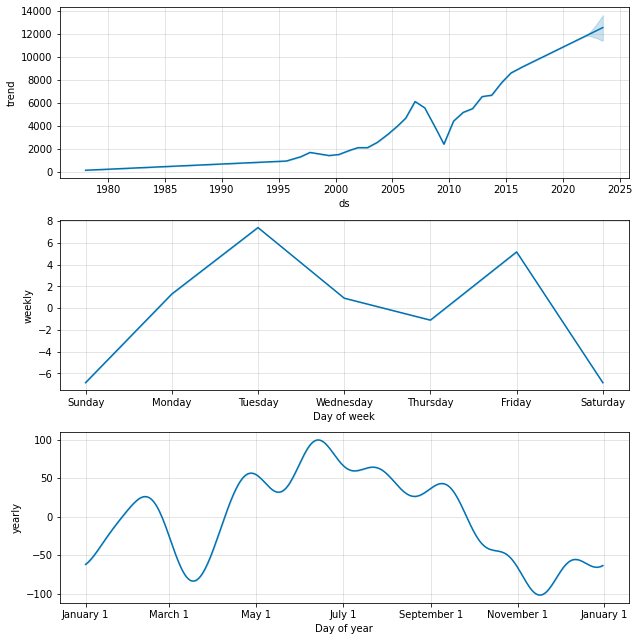 14000
12000
10000
8000
6000
4000
2000
0
trend
1980 1985 1990 1995 2000 2005 2010 2015 2020 2025
ds
8
6
4
2
0
−2
−4
−6
weekly
Sunday Monday Tuesday Wednesday Thursday Friday Saturday
Day of week
100
50
0
−50
−100
yearly
January 1 March 1 May 1 July 1 September 1 November 1 January 1
Day of year